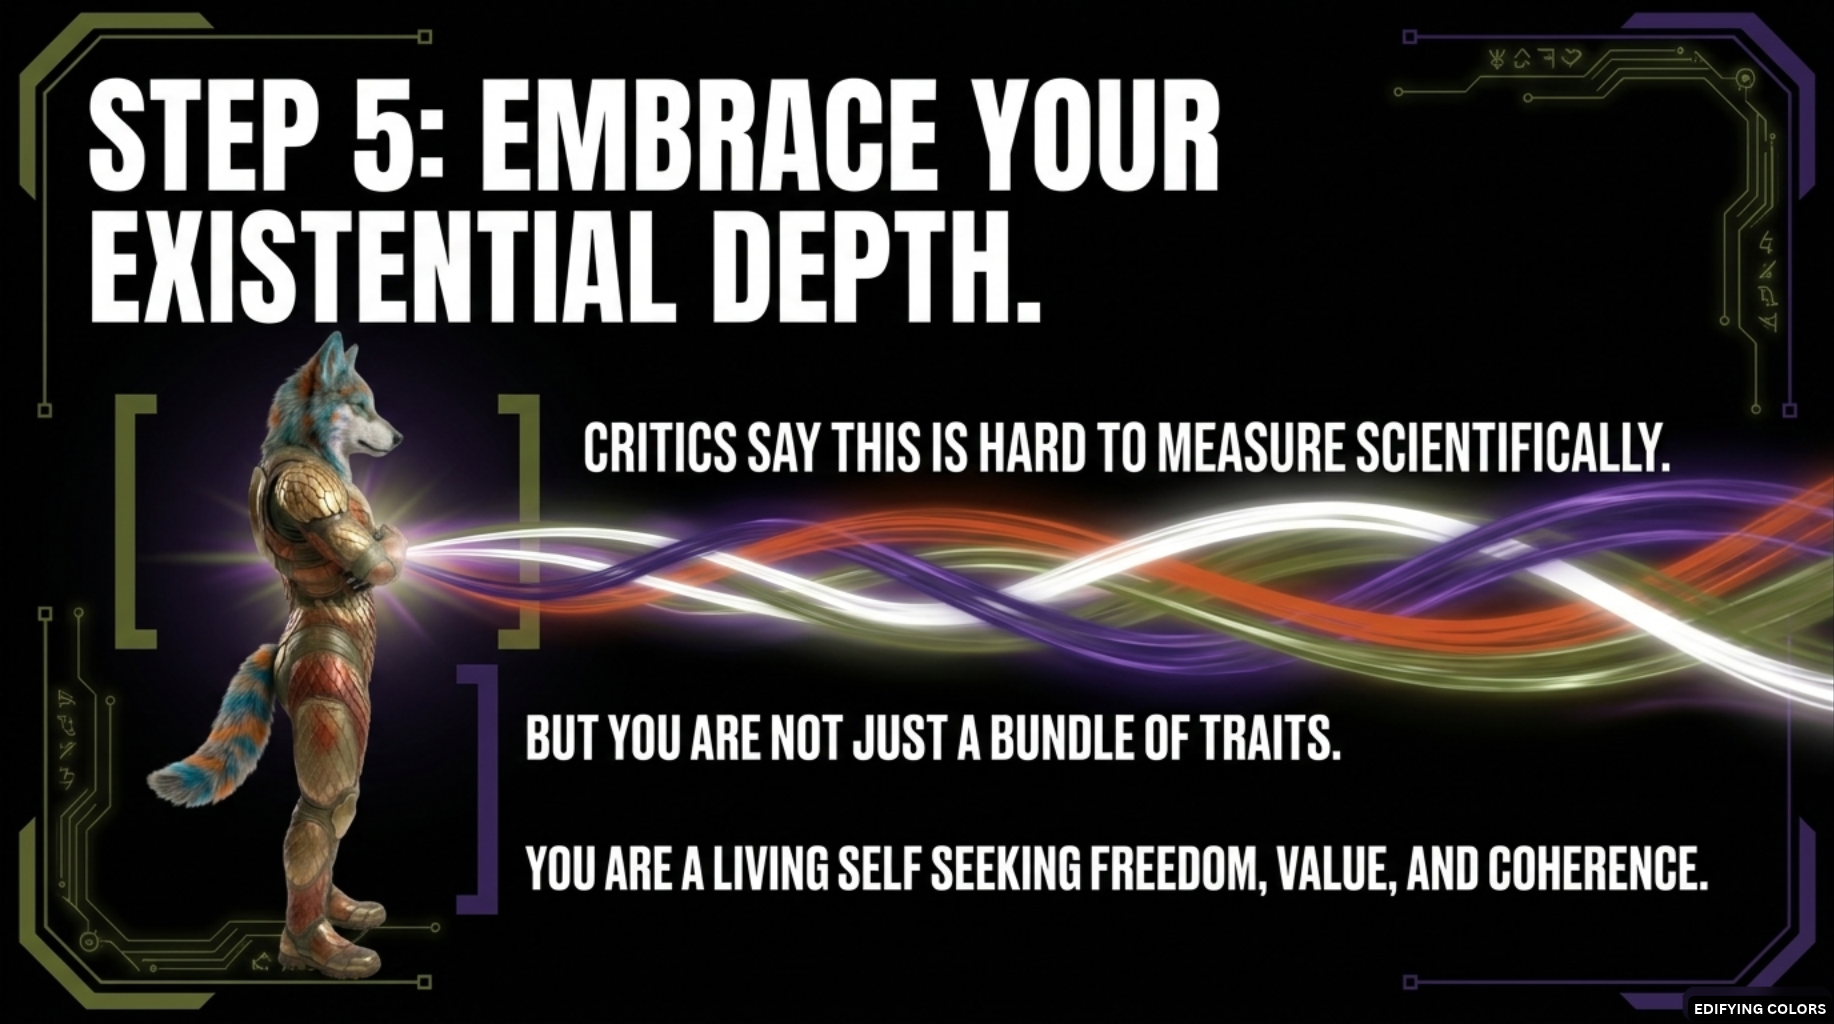 STEP 5: EMBRACE YOUR
EXISTENTIAL DEPTH.
CRITICS SAY THIS IS HARD TO MEASURE SCIENTIFICALLY.
BUT YOU ARE NOT JUST A BUNDLE OF TRAITS.
YOU ARE A LIVING SELF SEEKING FREEDOM, VALUE, AND COHERENCE.
EDIFYING COLORS